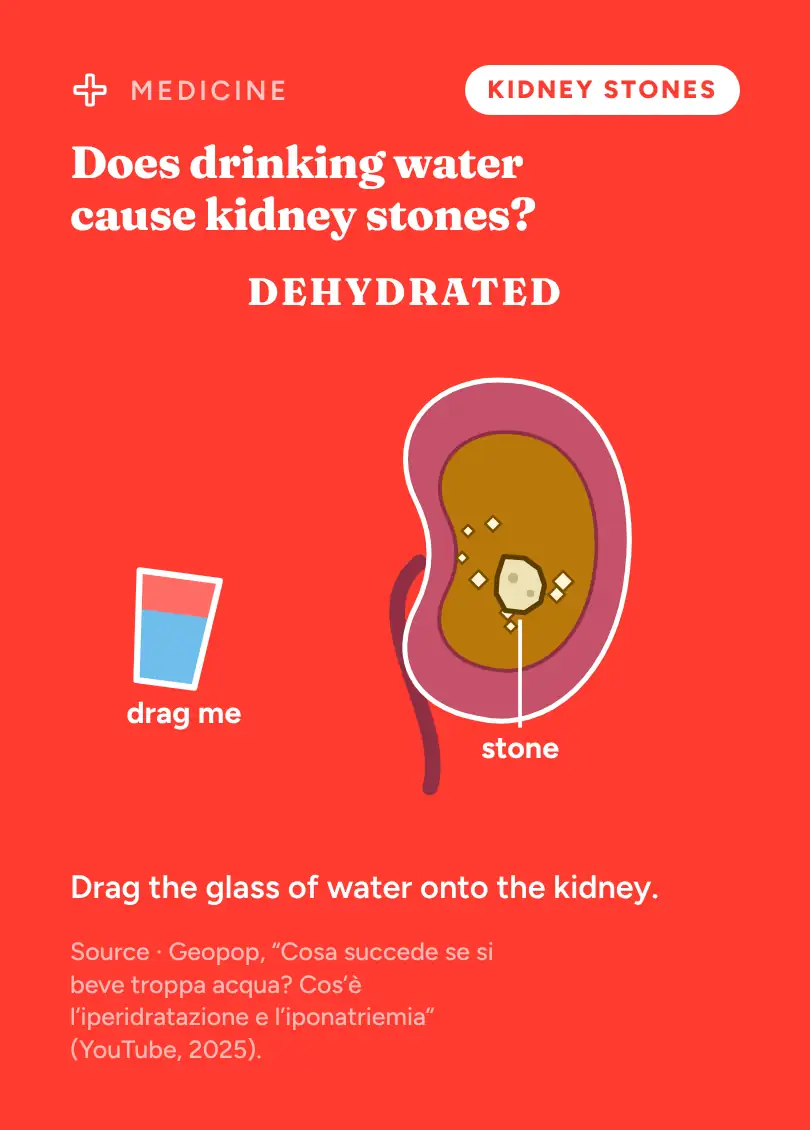 MEDICINE
KIDNEY STONES
Does drinking water
cause kidney stones?
DEHYDRATED
drag me
stone
Drag the glass of water onto the kidney.
Source · Geopop, “Cosa succede se si
beve troppa acqua? Cos’è
l’iperidratazione e l’iponatriemia”
(YouTube, 2025).